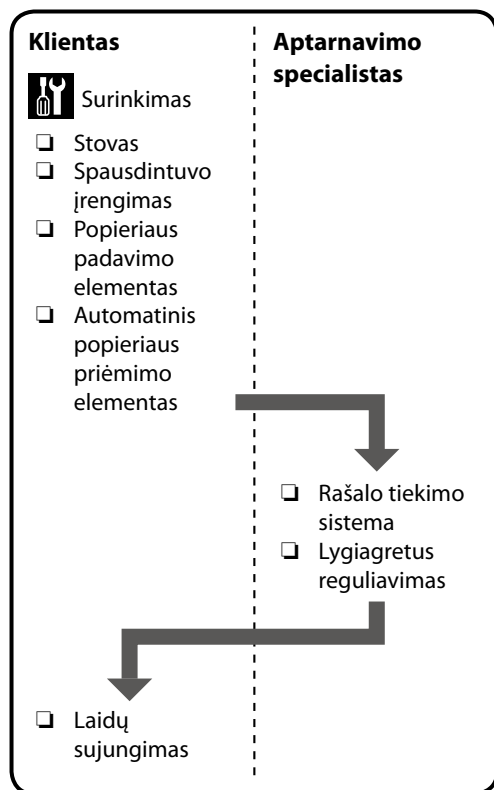 Klientas
Surinkimas
❏ Stovas
❏ Spausdintuvo
įrengimas
❏ Popieriaus
padavimo
elementas
❏ Automatinis
popieriaus
priėmimo
elementas
Aptarnavimo
specialistas
❏ Rašalo tiekimo
sistema
❏ Lygiagretus
reguliavimas
❏ Laidų
sujungimas